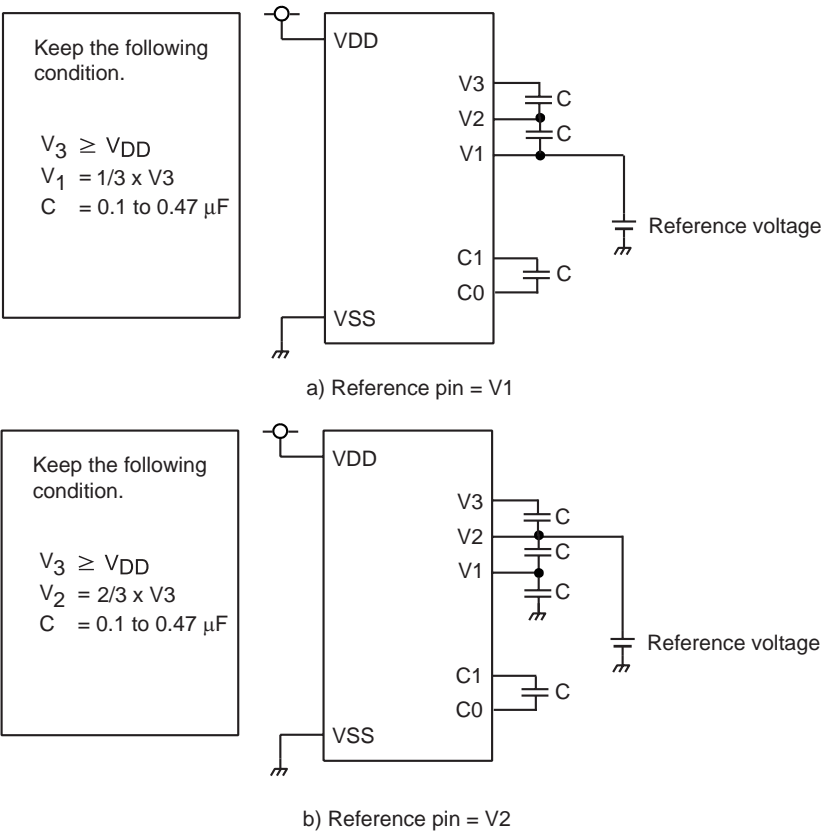 Keep the following
condition.
V3 ≥ VDD
V1 = 1/3 x V3
C = 0.1 to 0.47 μF
VDD
V3
C
V2
C
V1
Reference voltage
C1
C
C0
VSS
a) Reference pin = V1
Keep the following
condition.
V3 ≥ VDD
V2 = 2/3 x V3
C = 0.1 to 0.47 μF
VDD
V3
C
V2
C
V1
C
Reference voltage
C1
C
C0
VSS
b) Reference pin = V2